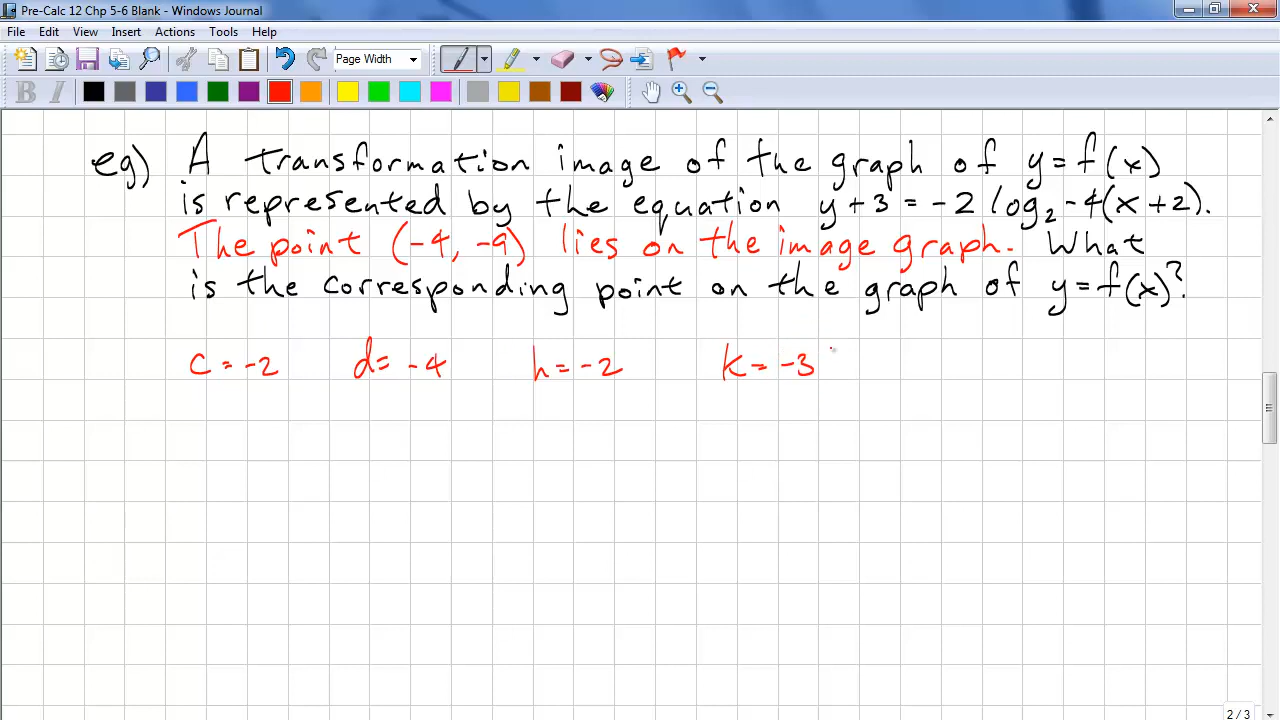 Pre-Calc 12 Chp 5-6 Blank - Windows Journal
File Edit View Insert Actions Tools Help
Page Width
B I
eg) A transformation image of the graph of y = f(x)
is represented by the equation y + 3 = -2 log₂ -4(x + 2).
The point (-4, -9) lies on the image graph. What
is the corresponding point on the graph of y = f(x)?
c = -2 d = -4 h = -2 k = -3
2 / 3